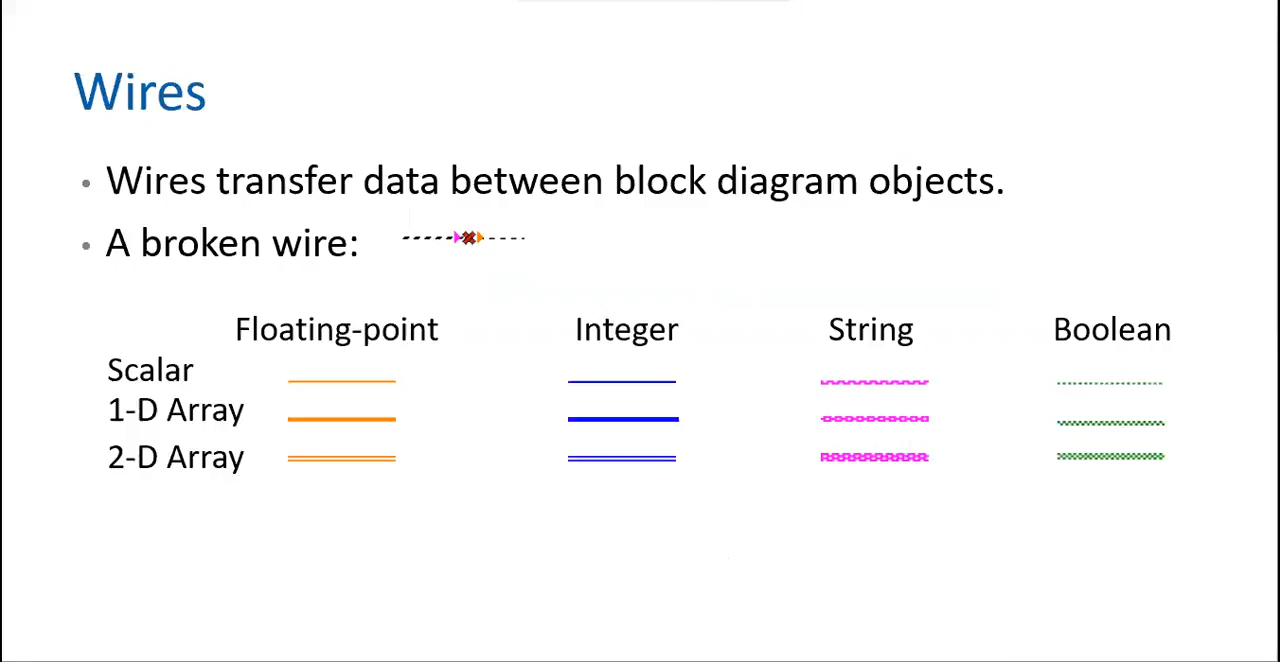 Wires
• Wires transfer data between block diagram objects.
• A broken wire:
Floating-point Integer String Boolean
Scalar
1-D Array
2-D Array